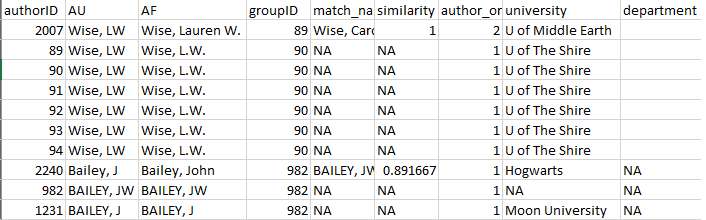 authorID AU AF groupID match_na similarity author_or university department
2007 Wise, LW Wise, Lauren W. 89 Wise, Caro 1 2 U of Middle Earth
89 Wise, LW Wise, L.W. 90 NA NA 1 U of The Shire
90 Wise, LW Wise, L.W. 90 NA NA 1 U of The Shire
91 Wise, LW Wise, L.W. 90 NA NA 1 U of The Shire
92 Wise, LW Wise, L.W. 90 NA NA 1 U of The Shire
93 Wise, LW Wise, L.W. 90 NA NA 1 U of The Shire
94 Wise, LW Wise, L.W. 90 NA NA 1 U of The Shire
2240 Bailey, J Bailey, John 982 BAILEY, JW 0.891667 1 Hogwarts NA
982 BAILEY, JW BAILEY, JW 982 NA NA 1 NA NA
1231 BAILEY, J BAILEY, J 982 NA NA 1 Moon University NA